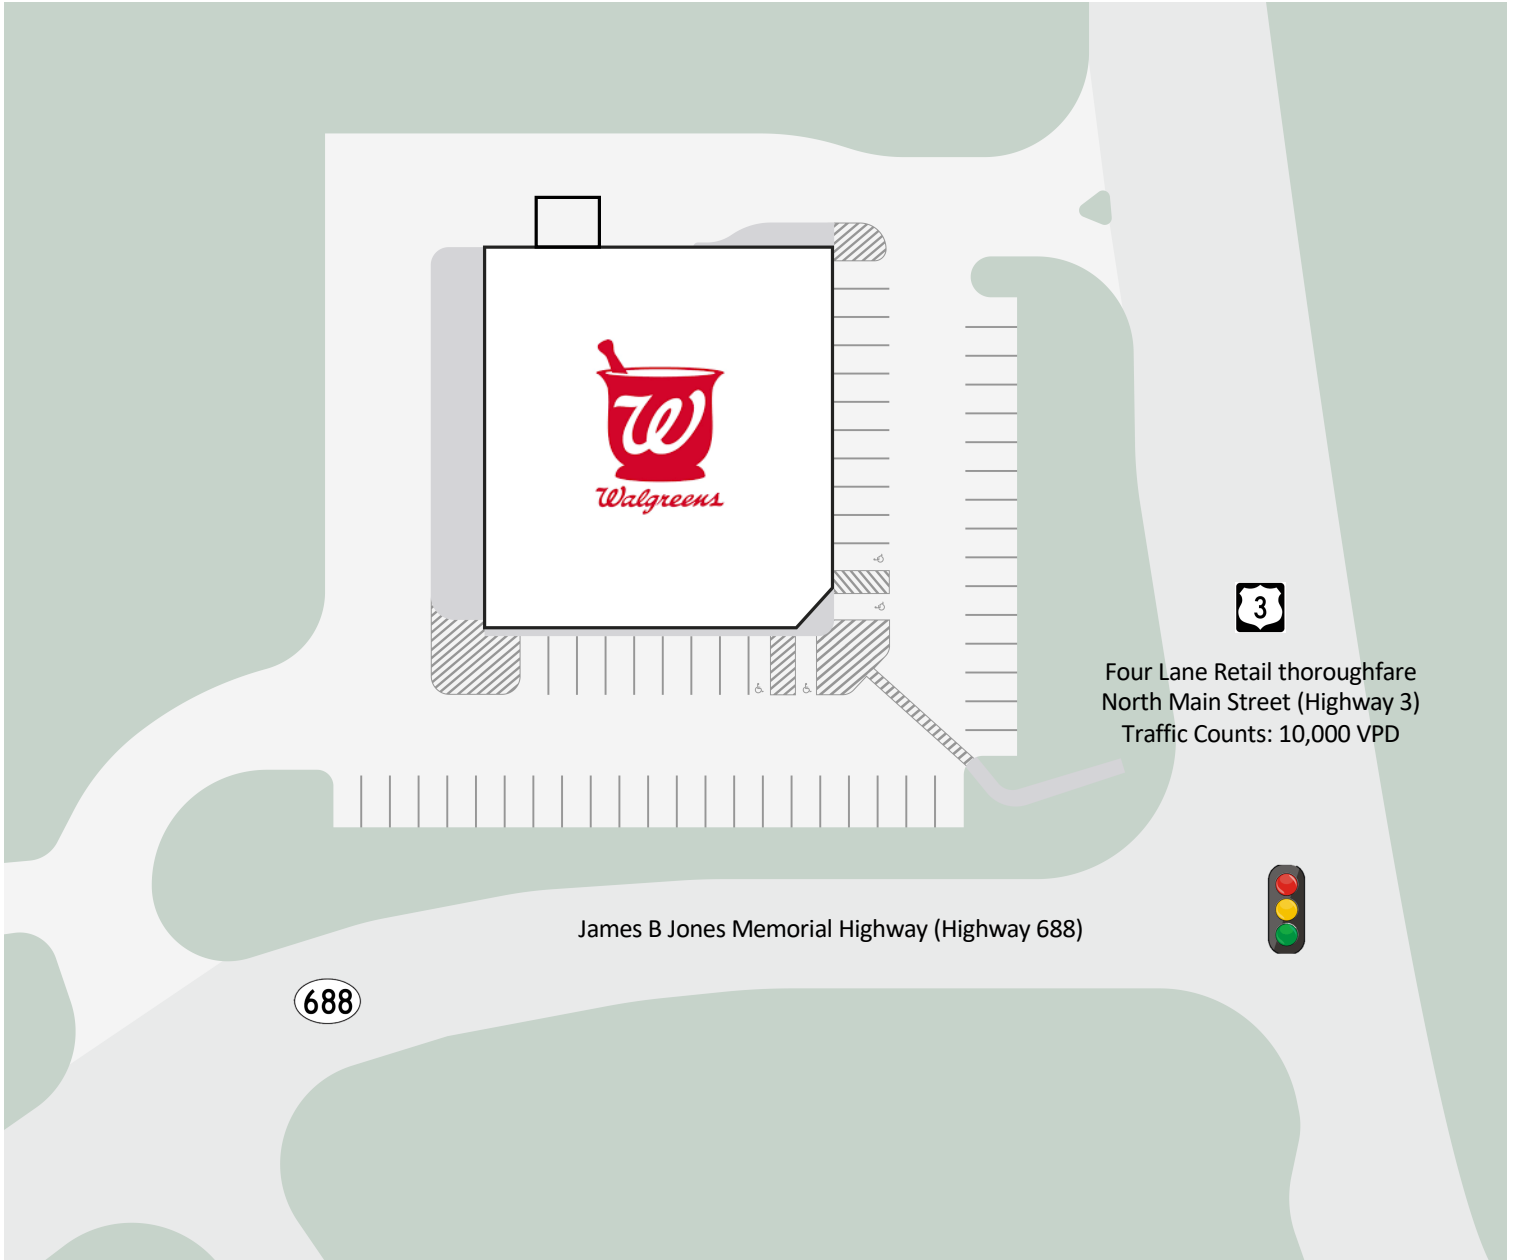 W
Walgreens
3
Four Lane Retail thoroughfare
North Main Street (Highway 3)
Traffic Counts: 10,000 VPD
James B Jones Memorial Highway (Highway 688)
688